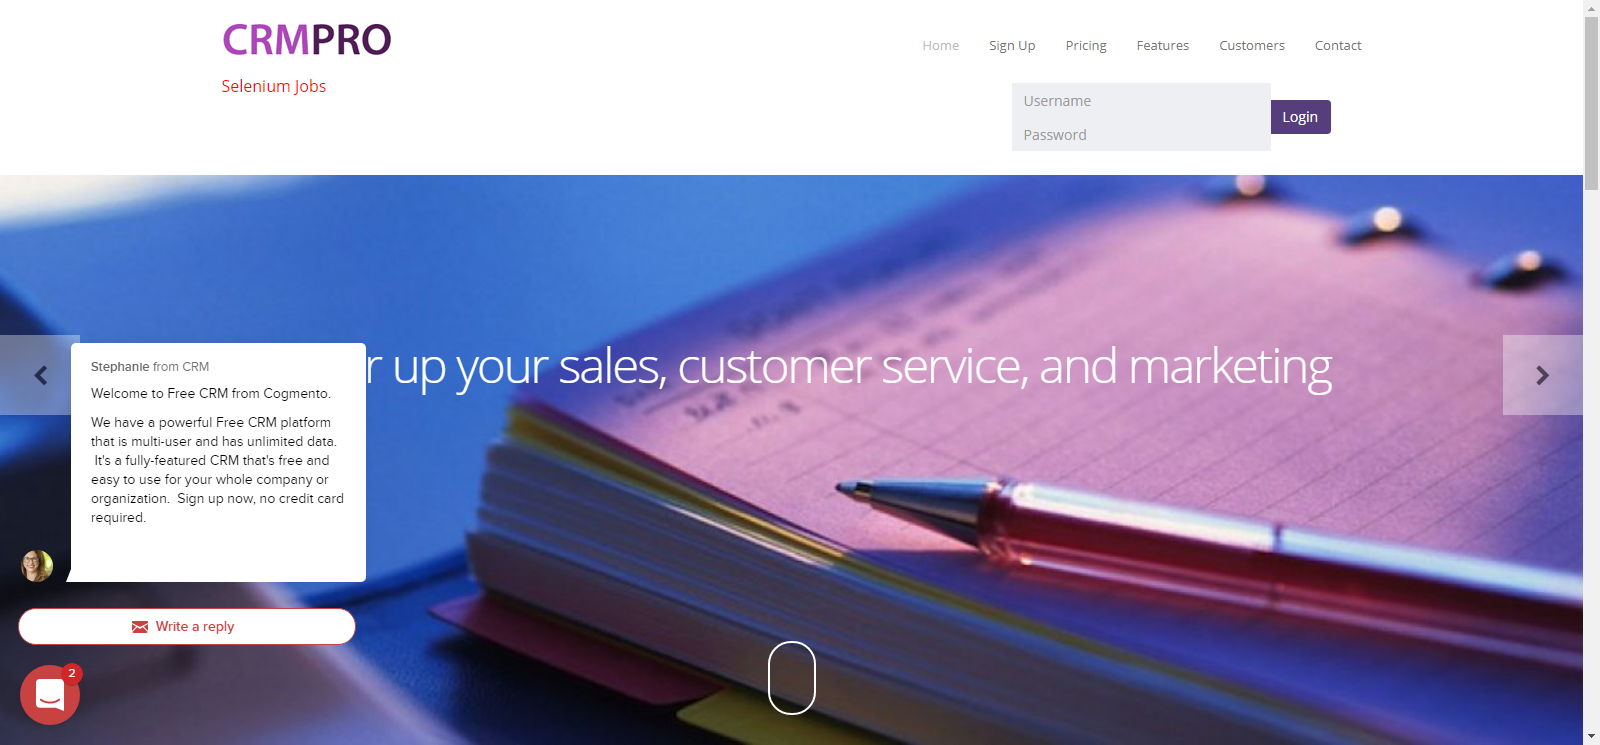 CRMPRO
Home Sign Up Pricing Features Customers Contact
Selenium Jobs
Username
Password
Login
r up your sales, customer service, and marketing
Stephanie from CRM
Welcome to Free CRM from Cogmento.
We have a powerful Free CRM platform
that is multi-user and has unlimited data.
It's a fully-featured CRM that's free and
easy to use for your whole company or
organization. Sign up now, no credit card
required.
Write a reply
2